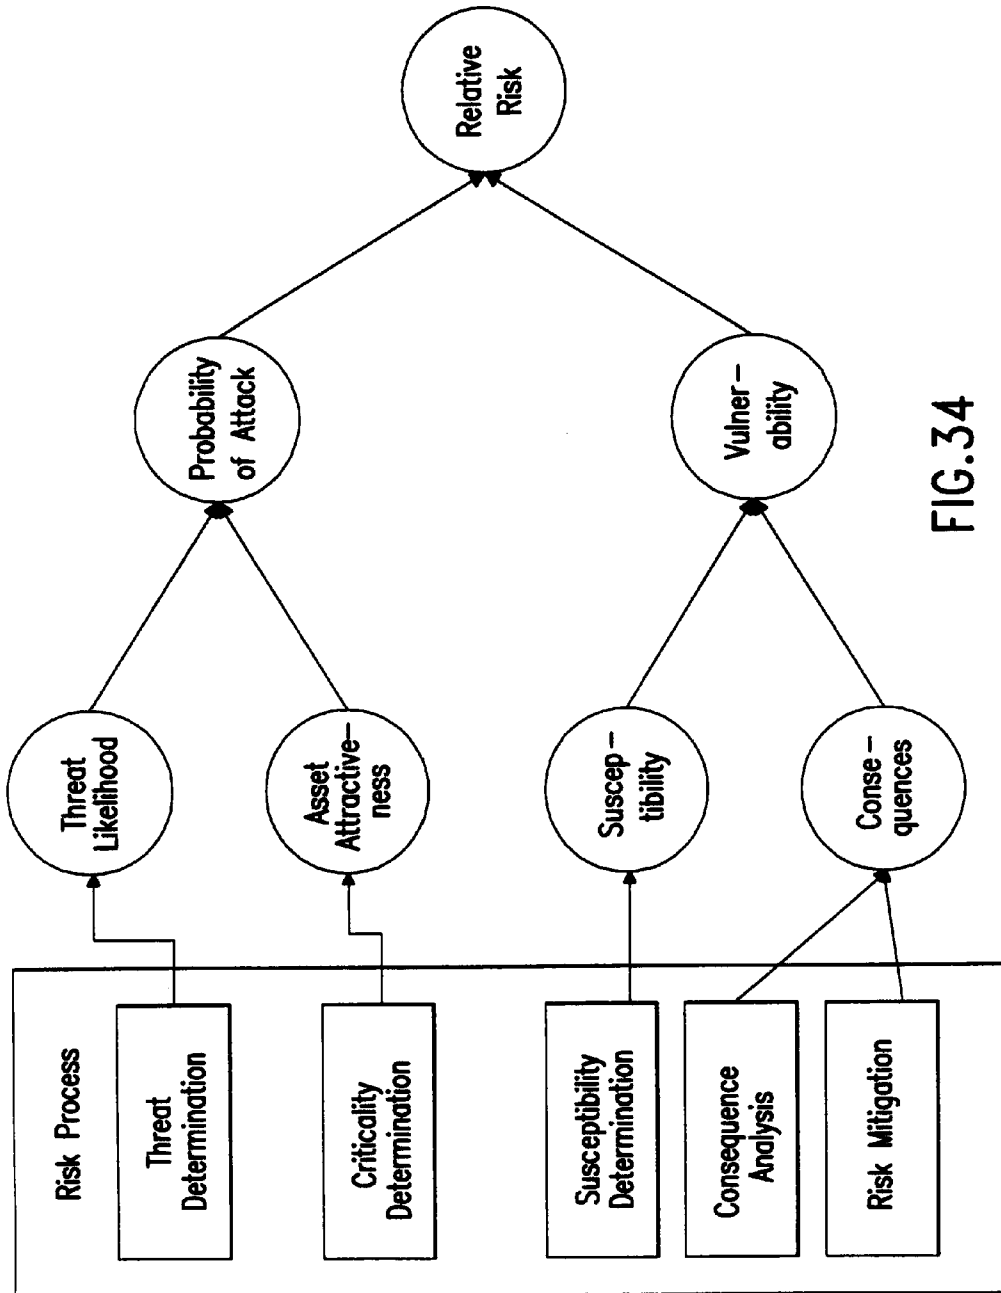 Risk Process
Threat
Determination
Criticality
Determination
Susceptibility
Determination
Consequence
Analysis
Risk Mitigation
Threat
Likelihood
Asset
Attractive-
ness
Suscep-
tibility
Conse-
quences
Probability
of Attack
Vulner-
ability
Relative
Risk
FIG.34